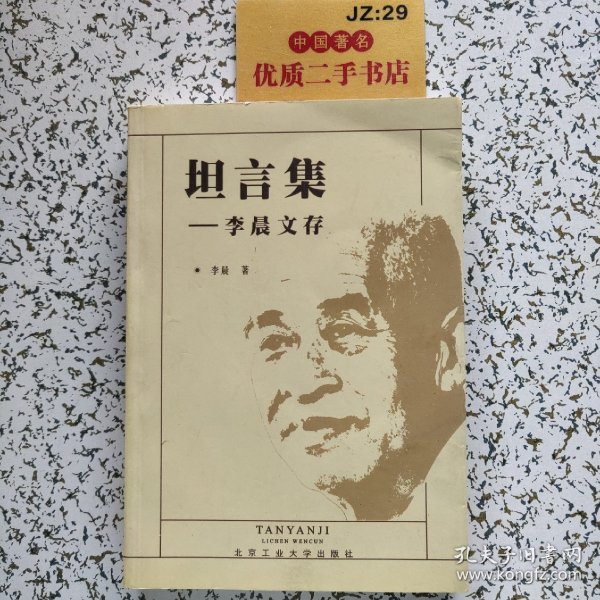 JZ:29
中国著名
优质二手书店
坦言集
—李晨文存
* 李晨 著
TANYANJI
LICHEN WENCUN
北京工业大学出版社
孔夫子旧书网
www.kongfz.com